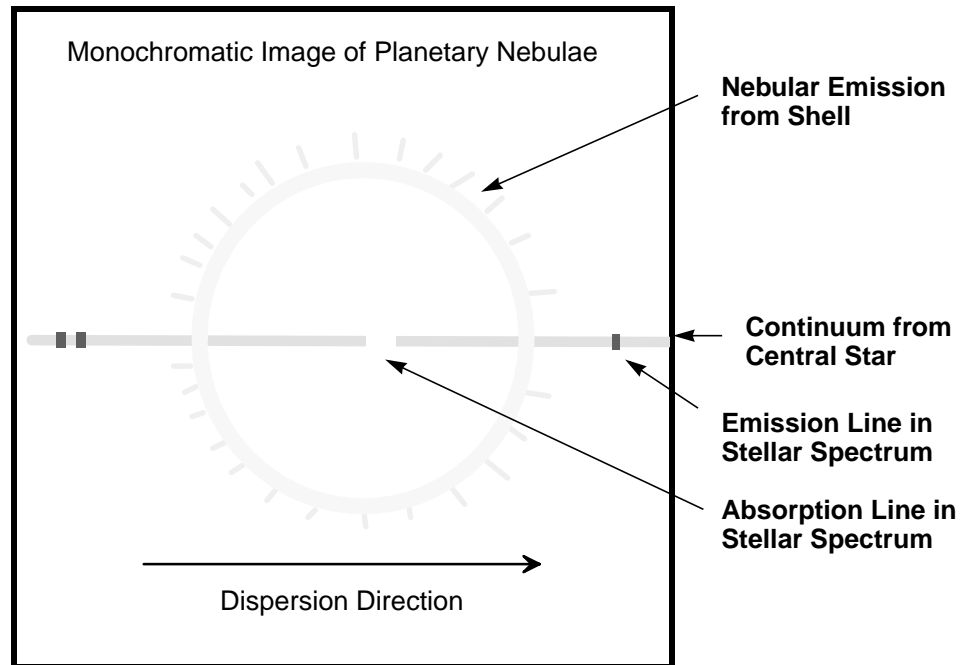 Monochromatic Image of Planetary Nebulae
Nebular Emission
from Shell
Continuum from
Central Star
Emission Line in
Stellar Spectrum
Absorption Line in
Stellar Spectrum
Dispersion Direction